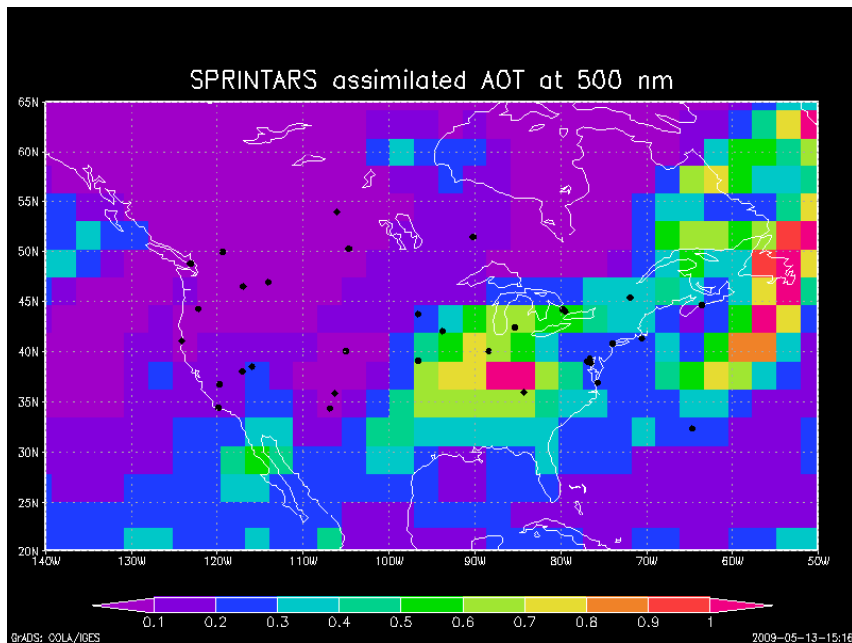 SPRINTARS assimilated AOT at 500 nm
65N
60N
55N
50N
45N
40N
35N
30N
25N
20N
140W 130W 120W 110W 100W 90W 80W 70W 60W 50W
0.1 0.2 0.3 0.4 0.5 0.6 0.7 0.8 0.9 1
GrADS: COLA/IGES 2009-05-13-15:16